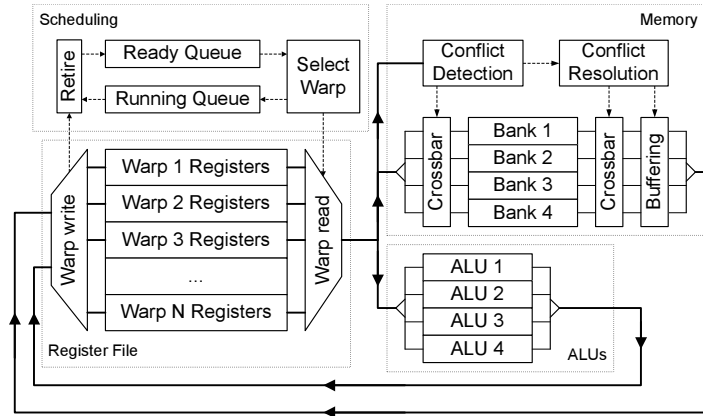 Scheduling
Ready Queue
Retire
Select
Warp
Running Queue
Memory
Conflict
Detection
Conflict
Resolution
Crossbar
Bank 1
Bank 2
Bank 3
Bank 4
Crossbar
Buffering
Warp write
Warp 1 Registers
Warp 2 Registers
Warp 3 Registers
...
Warp N Registers
Warp read
Register File
ALU 1
ALU 2
ALU 3
ALU 4
ALUs